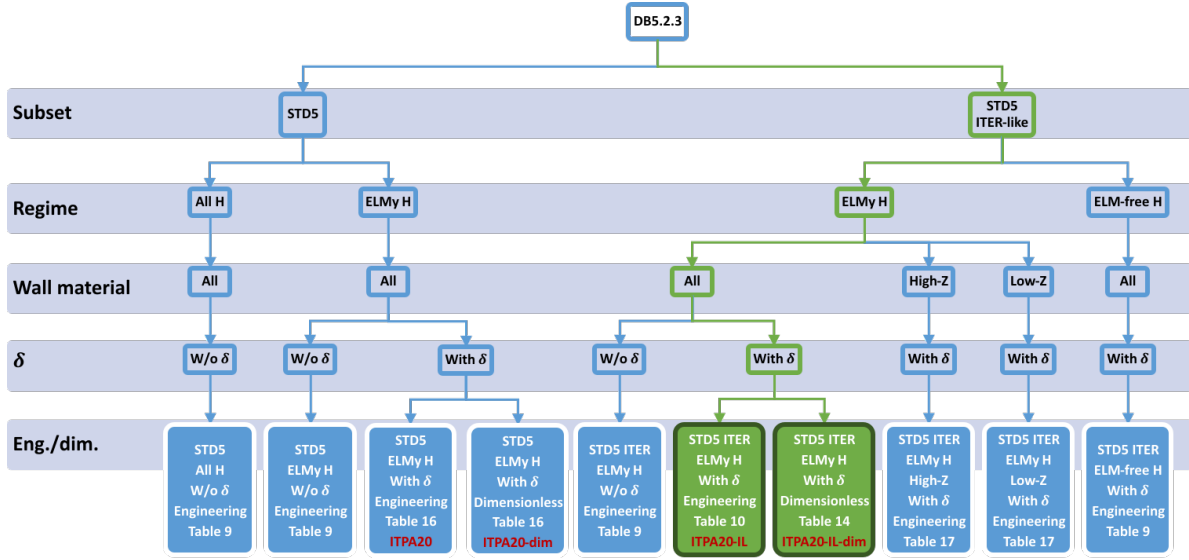 DB5.2.3
Subset
STD5
STD5
ITER-like
Regime
All H
ELMy H
ELMy H
ELM-free H
Wall material
All
All
All
High-Z
Low-Z
All
δ
W/o δ
W/o δ
With δ
W/o δ
With δ
With δ
With δ
With δ
Eng./dim.
STD5
All H
W/o δ
Engineering
Table 9
STD5
ELMy H
W/o δ
Engineering
Table 9
STD5
ELMy H
With δ
Engineering
Table 16
ITPA20
STD5
ELMy H
With δ
Dimensionless
Table 16
ITPA20-dim
STD5 ITER
ELMy H
W/o δ
Engineering
Table 9
STD5 ITER
ELMy H
With δ
Engineering
Table 10
ITPA20-IL
STD5 ITER
ELMy H
With δ
Dimensionless
Table 14
ITPA20-IL-dim
STD5 ITER
ELMy H
High-Z
With δ
Engineering
Table 17
STD5 ITER
ELMy H
Low-Z
With δ
Engineering
Table 17
STD5 ITER
ELM-free H
With δ
Engineering
Table 9